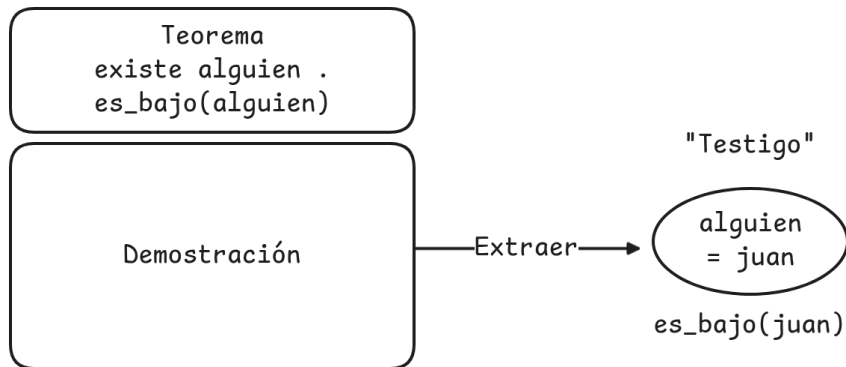 Teorema
existe alguien .
es_bajo(alguien)
Demostración
Extraer
"Testigo"
alguien
= juan
es_bajo(juan)